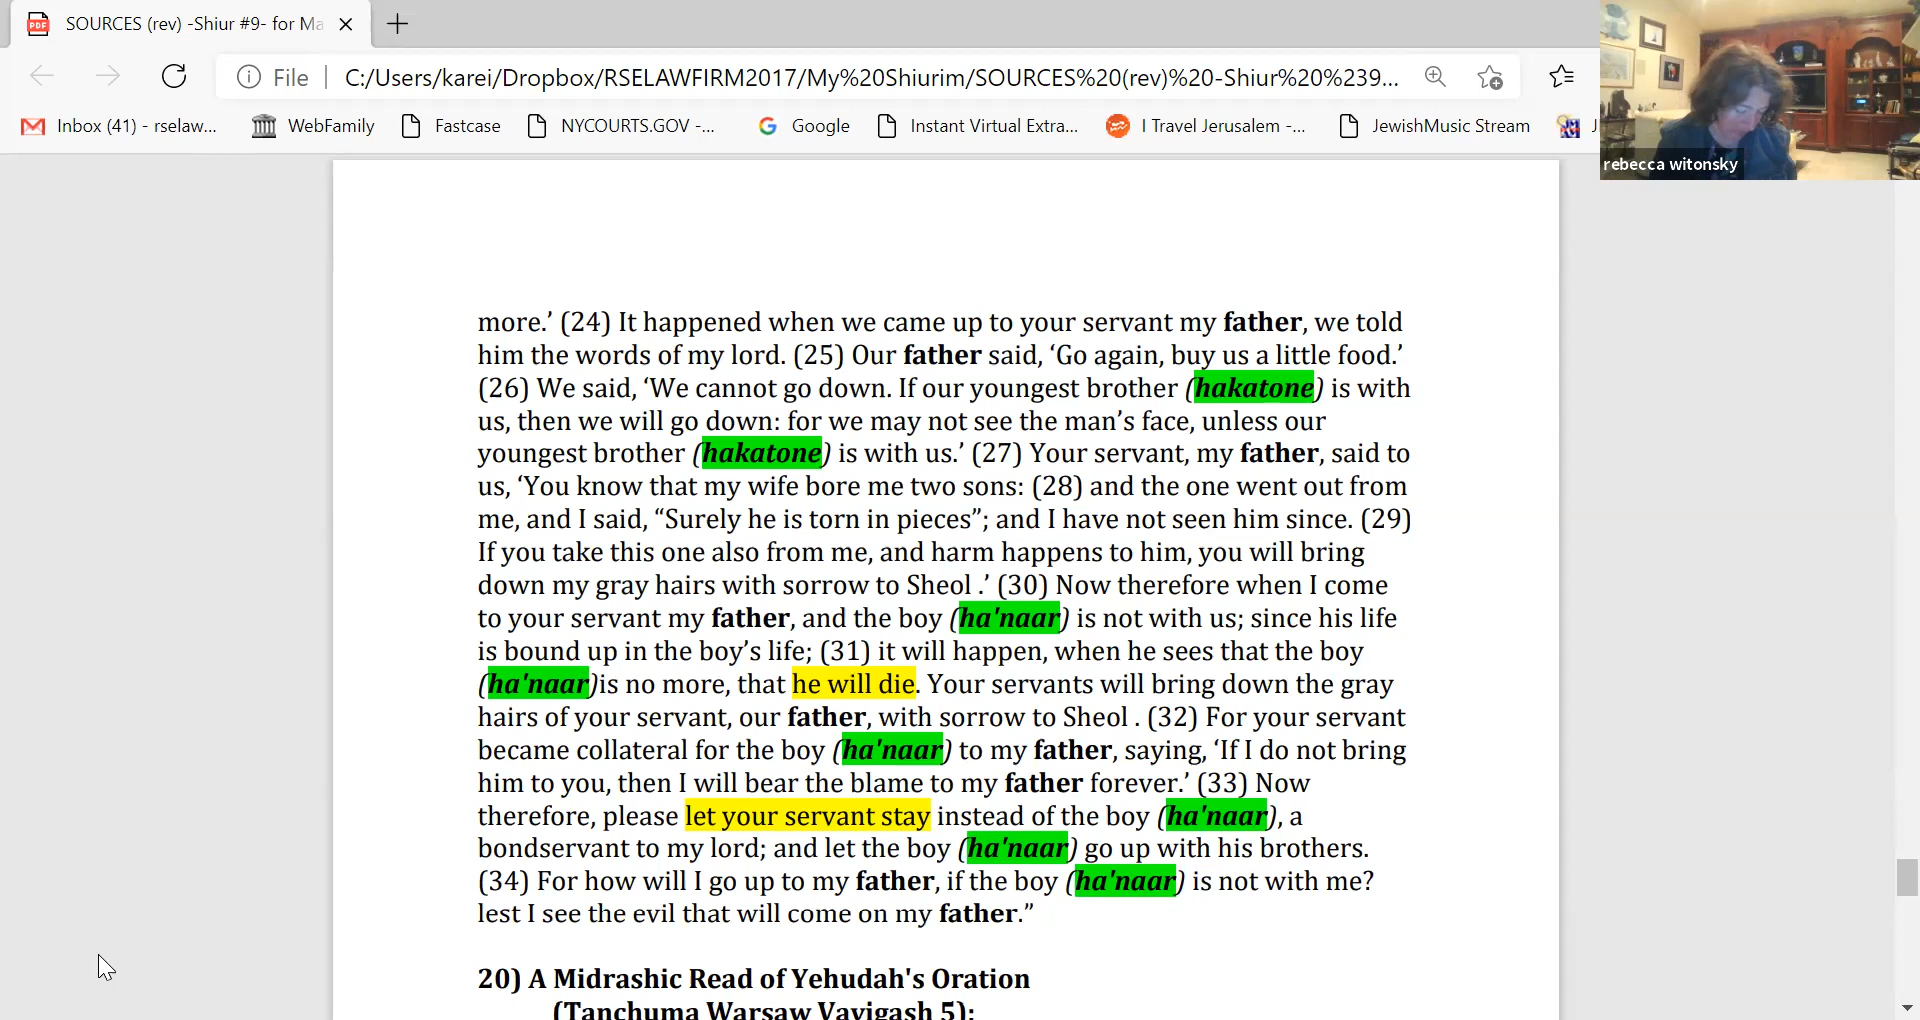 SOURCES (rev) -Shiur #9- for Ma
File
C:/Users/karei/Dropbox/RSELAWFIRM2017/My%20Shiurim/SOURCES%20(rev)%20-Shiur%20%239...
Inbox (41) - rselaw...
WebFamily
Fastcase
NYCOURTS.GOV -...
Google
Instant Virtual Extra...
I Travel Jerusalem -...
JewishMusic Stream
J
rebecca witonsky
more.’ (24) It happened when we came up to your servant my father, we told
him the words of my lord. (25) Our father said, ‘Go again, buy us a little food.’
(26) We said, ‘We cannot go down. If our youngest brother (hakatone) is with
us, then we will go down: for we may not see the man’s face, unless our
youngest brother (hakatone) is with us.’ (27) Your servant, my father, said to
us, ‘You know that my wife bore me two sons: (28) and the one went out from
me, and I said, “Surely he is torn in pieces”; and I have not seen him since. (29)
If you take this one also from me, and harm happens to him, you will bring
down my gray hairs with sorrow to Sheol .’ (30) Now therefore when I come
to your servant my father, and the boy (ha'naar) is not with us; since his life
is bound up in the boy’s life; (31) it will happen, when he sees that the boy
(ha'naar)is no more, that he will die. Your servants will bring down the gray
hairs of your servant, our father, with sorrow to Sheol . (32) For your servant
became collateral for the boy (ha'naar) to my father, saying, ‘If I do not bring
him to you, then I will bear the blame to my father forever.’ (33) Now
therefore, please let your servant stay instead of the boy (ha'naar), a
bondservant to my lord; and let the boy (ha'naar) go up with his brothers.
(34) For how will I go up to my father, if the boy (ha'naar) is not with me?
lest I see the evil that will come on my father.”
20) A Midrashic Read of Yehudah's Oration
(Tanchuma Warsaw Vayigash 5):